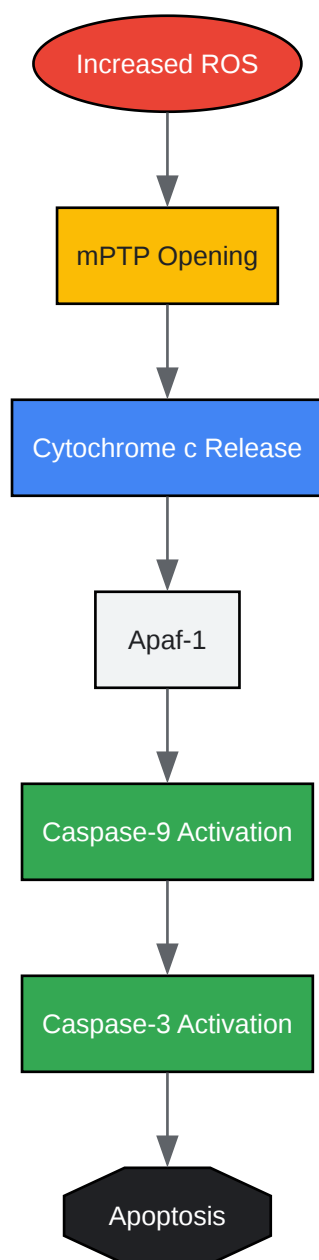 Increased ROS
mPTP Opening
Cytochrome c Release
Apaf-1
Caspase-9 Activation
Caspase-3 Activation
Apoptosis